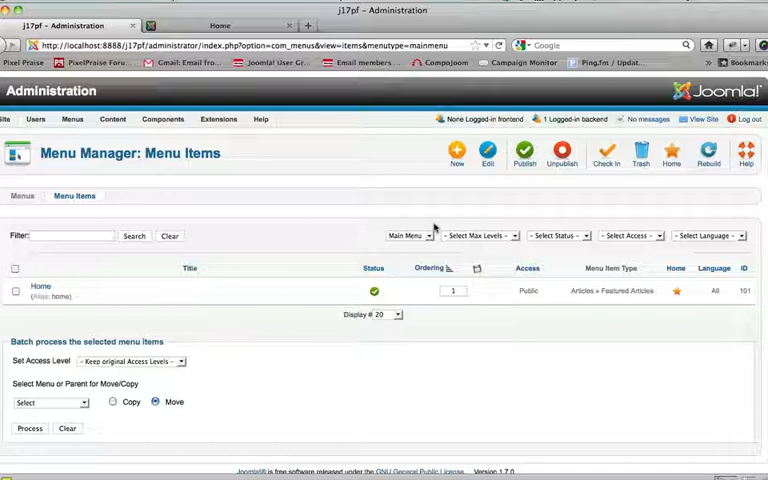 j17pf - Administration
j17pf - Administration
Home
http://localhost:8888/j17pf/administrator/index.php?option=com_menus&view=items&menutype=mainmenu
Google
Pixel Praise
PixelPraise Foru...
Gmail: Email fro...
Joomla! User Gr...
Email members ...
CompoJoom
Campaign Monitor
Ping.fm / Updat...
Bookmarks
Administration
Joomla!
Site Users Menus Content Components Extensions Help
None Logged-in frontend
1 Logged-in backend
No messages
View Site
Log out
Menu Manager: Menu Items
New Edit Publish Unpublish Check In Trash Home Rebuild Help
Menus Menu Items
Filter: Search Clear
Main Menu
- Select Max Levels -
- Select Status -
- Select Access -
- Select Language -
Title Status Ordering Access Menu Item Type Home Language ID
Home 1 Public Articles » Featured Articles All 101
(Alias: home)
Display # 20
Batch process the selected menu items
Set Access Level - Keep original Access Levels -
Select Menu or Parent for Move/Copy
Select Copy Move
Process Clear
Joomla!® is free software released under the GNU General Public License. Version 1.7.0